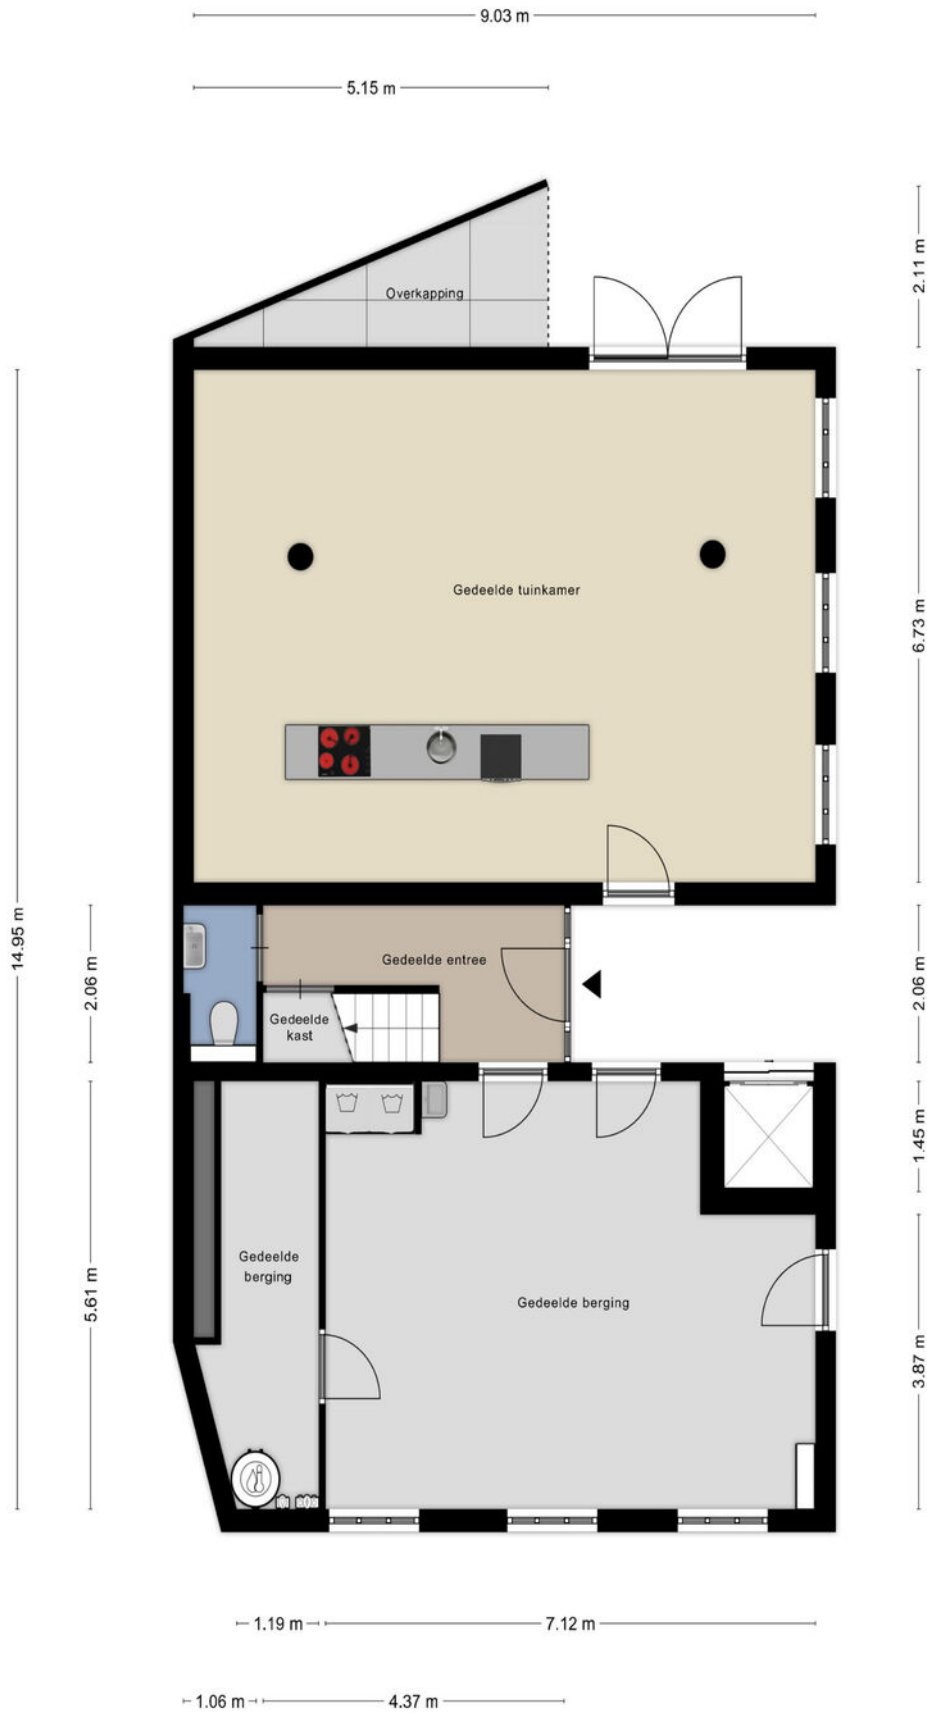 9.03 m
5.15 m
2.11 m
Overkapping
Gedeelde tuinkamer
6.73 m
14.95 m
2.06 m
Gedeelde entree
2.06 m
Gedeelde
kast
1.45 m
5.61 m
Gedeelde
berging
Gedeelde berging
3.87 m
1.19 m
7.12 m
1.06 m
4.37 m